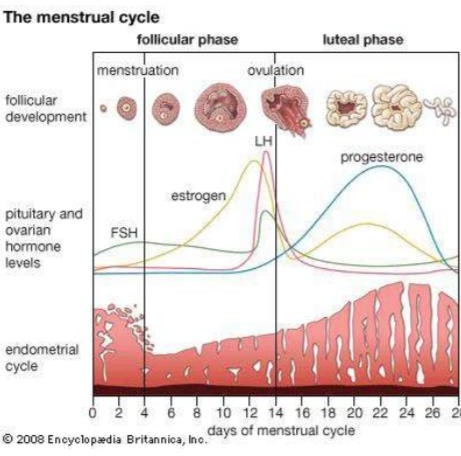 The menstrual cycle
follicular phase
luteal phase
menstruation
ovulation
follicular
development
LH
progesterone
estrogen
pituitary and
ovarian
hormone
levels
FSH
endometrial
cycle
0 2 4 6 8 10 12 14 16 18 20 22 24 26 28
days of menstrual cycle
© 2008 Encyclopædia Britannica, Inc.